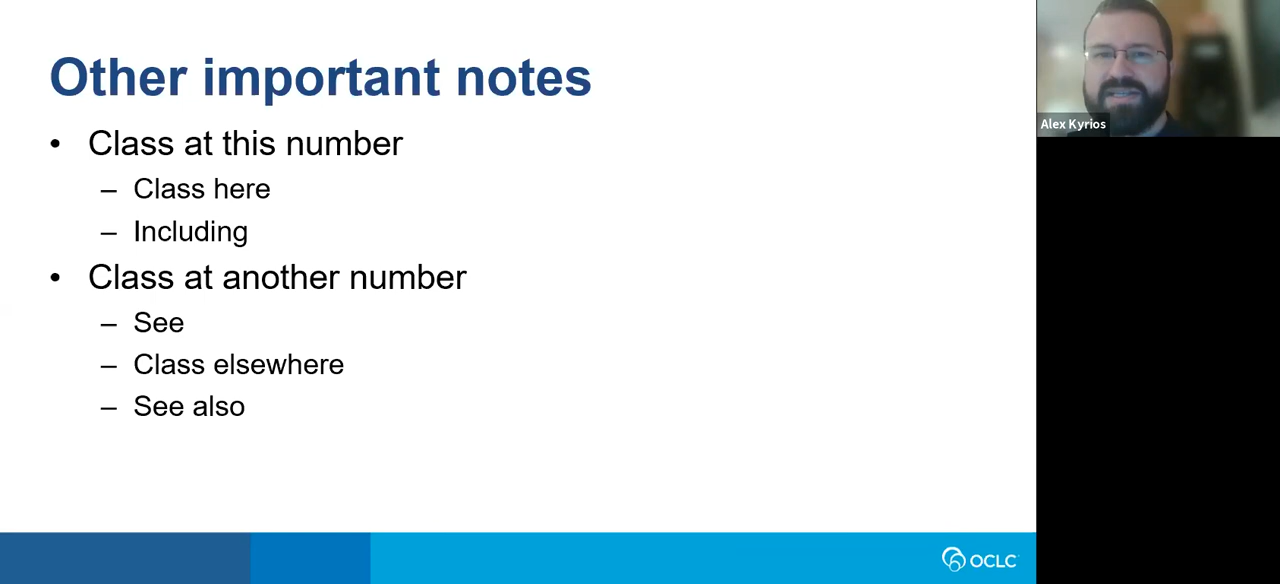 Other important notes
• Class at this number
– Class here
– Including
• Class at another number
– See
– Class elsewhere
– See also
Alex Kyrios
OCLC